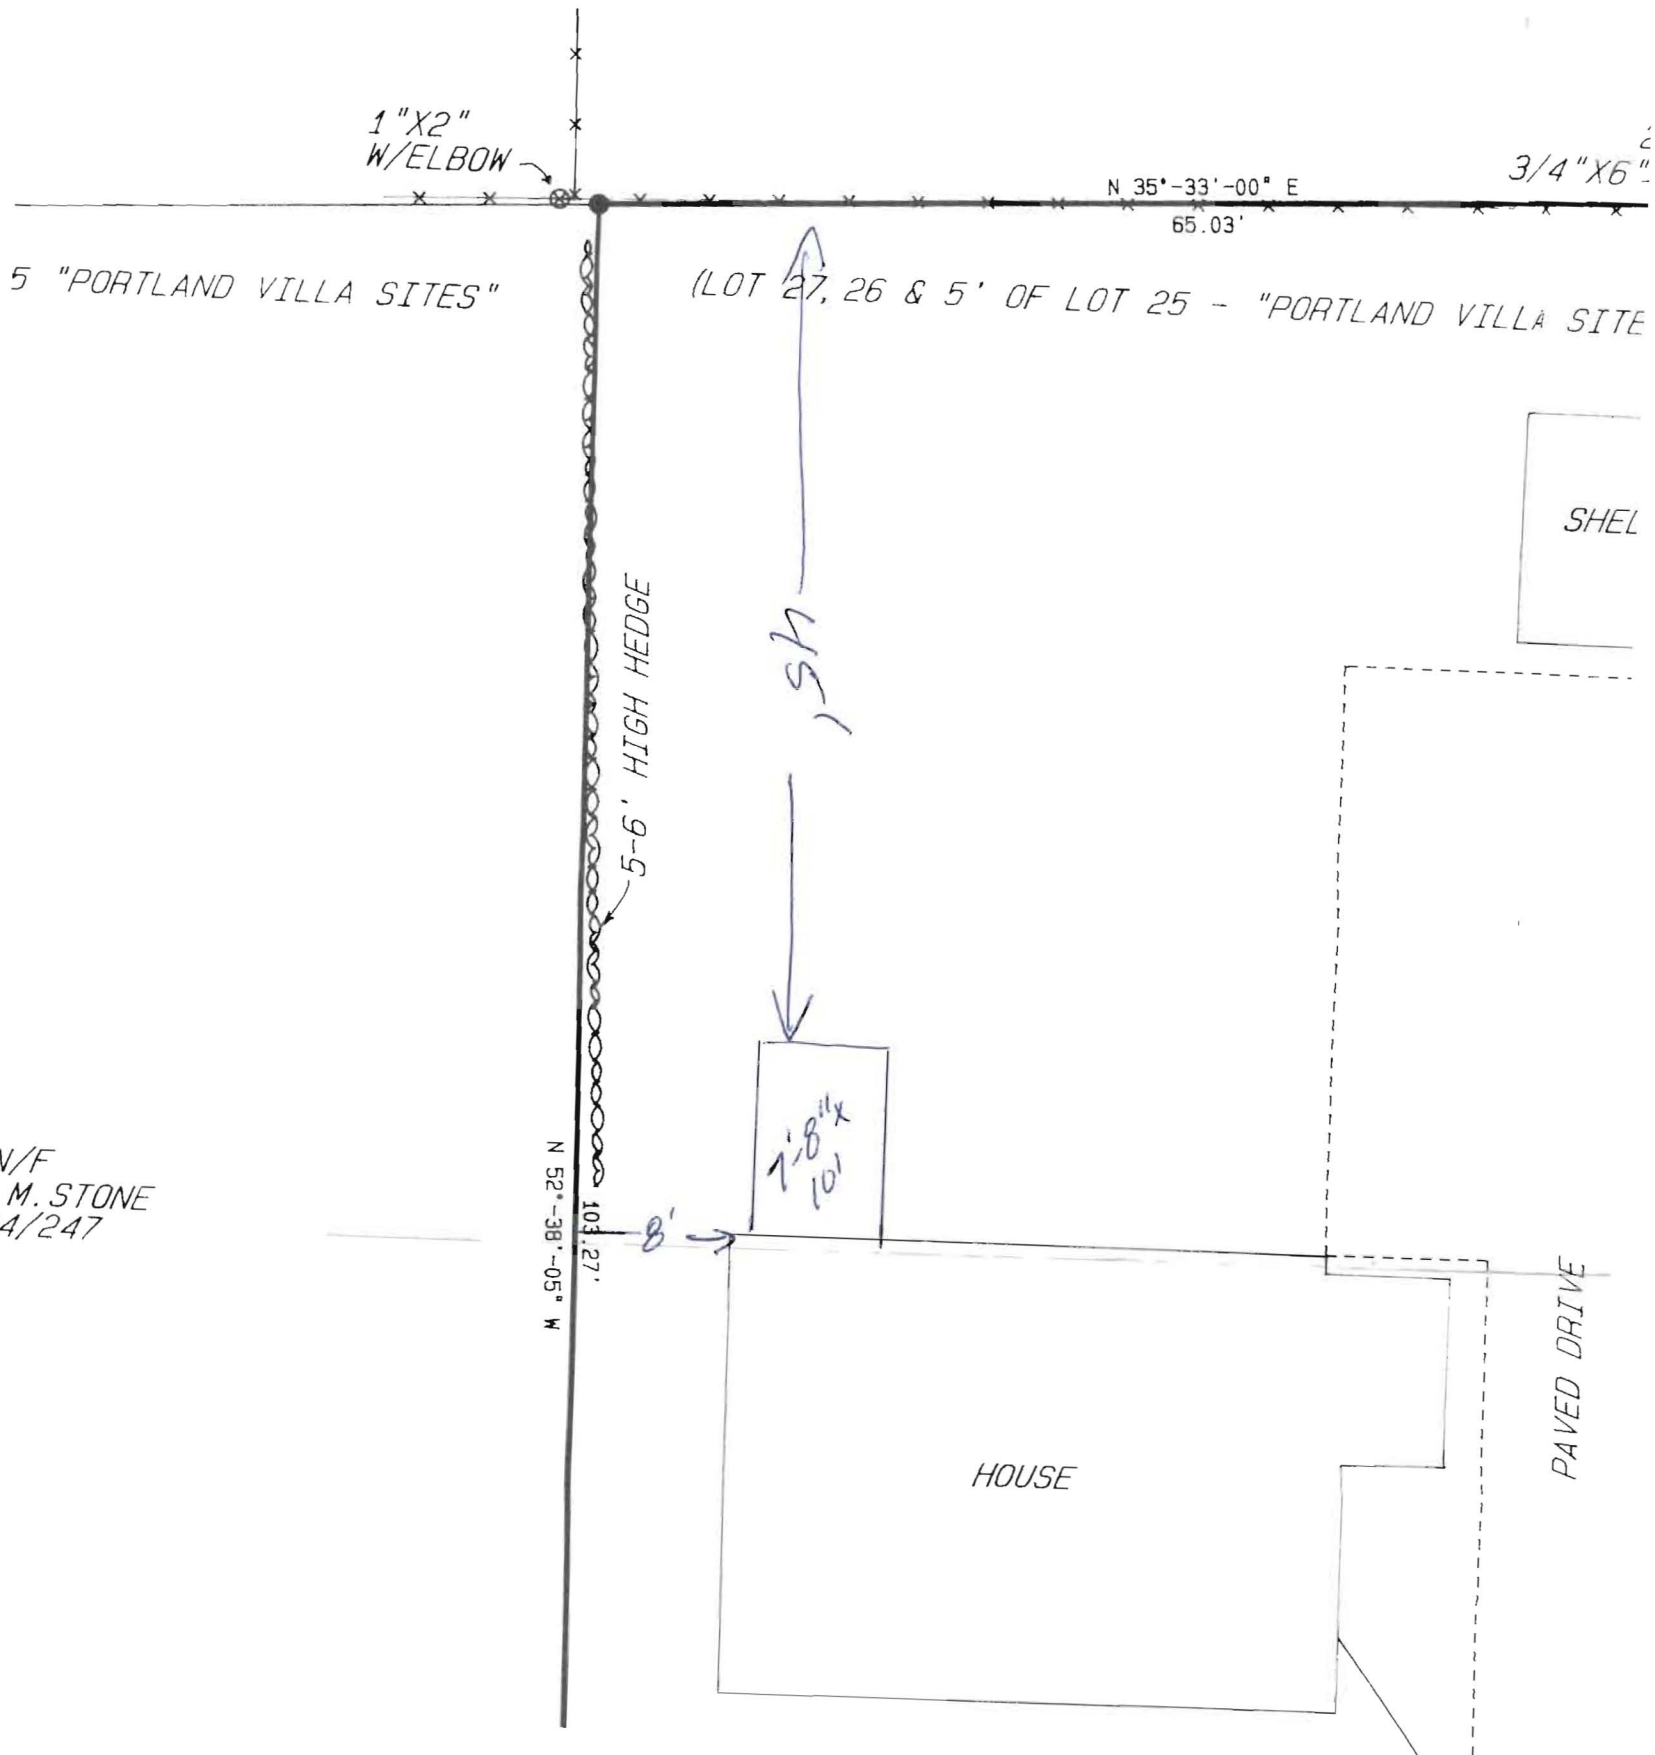 1"X2"
W/ELBOW
3/4"X6"
N 35°-33'-00" E
65.03'
5 "PORTLAND VILLA SITES"
(LOT 27, 26 & 5' OF LOT 25 - "PORTLAND VILLA SITE
SHEL
5-6' HIGH HEDGE
45'
7'-8" x
10'
N/F
M. STONE
4/247
N 52°-38'-05" W
103.27'
8'
HOUSE
PAVED DRIVE